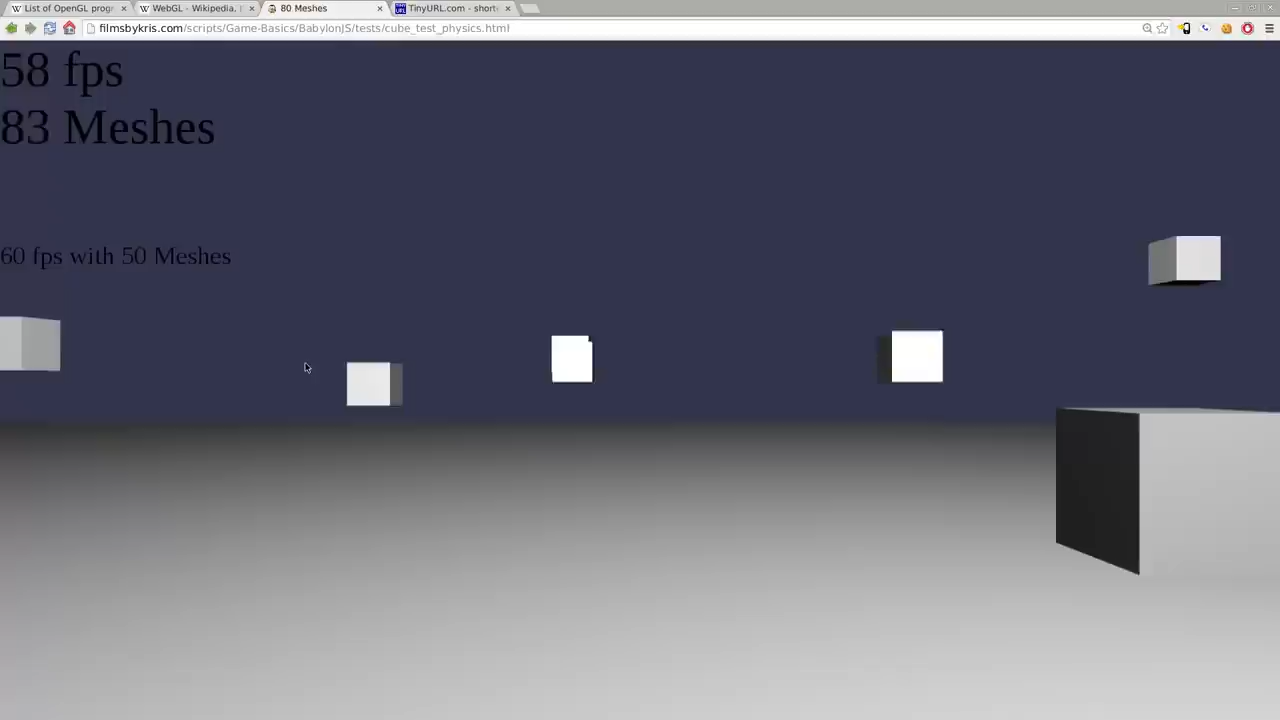 List of OpenGL prog
WebGL - Wikipedia,
80 Meshes
TinyURL.com - short
filmsbykris.com/scripts/Game-Basics/BabylonJS/tests/cube_test_physics.html
58 fps
83 Meshes
60 fps with 50 Meshes